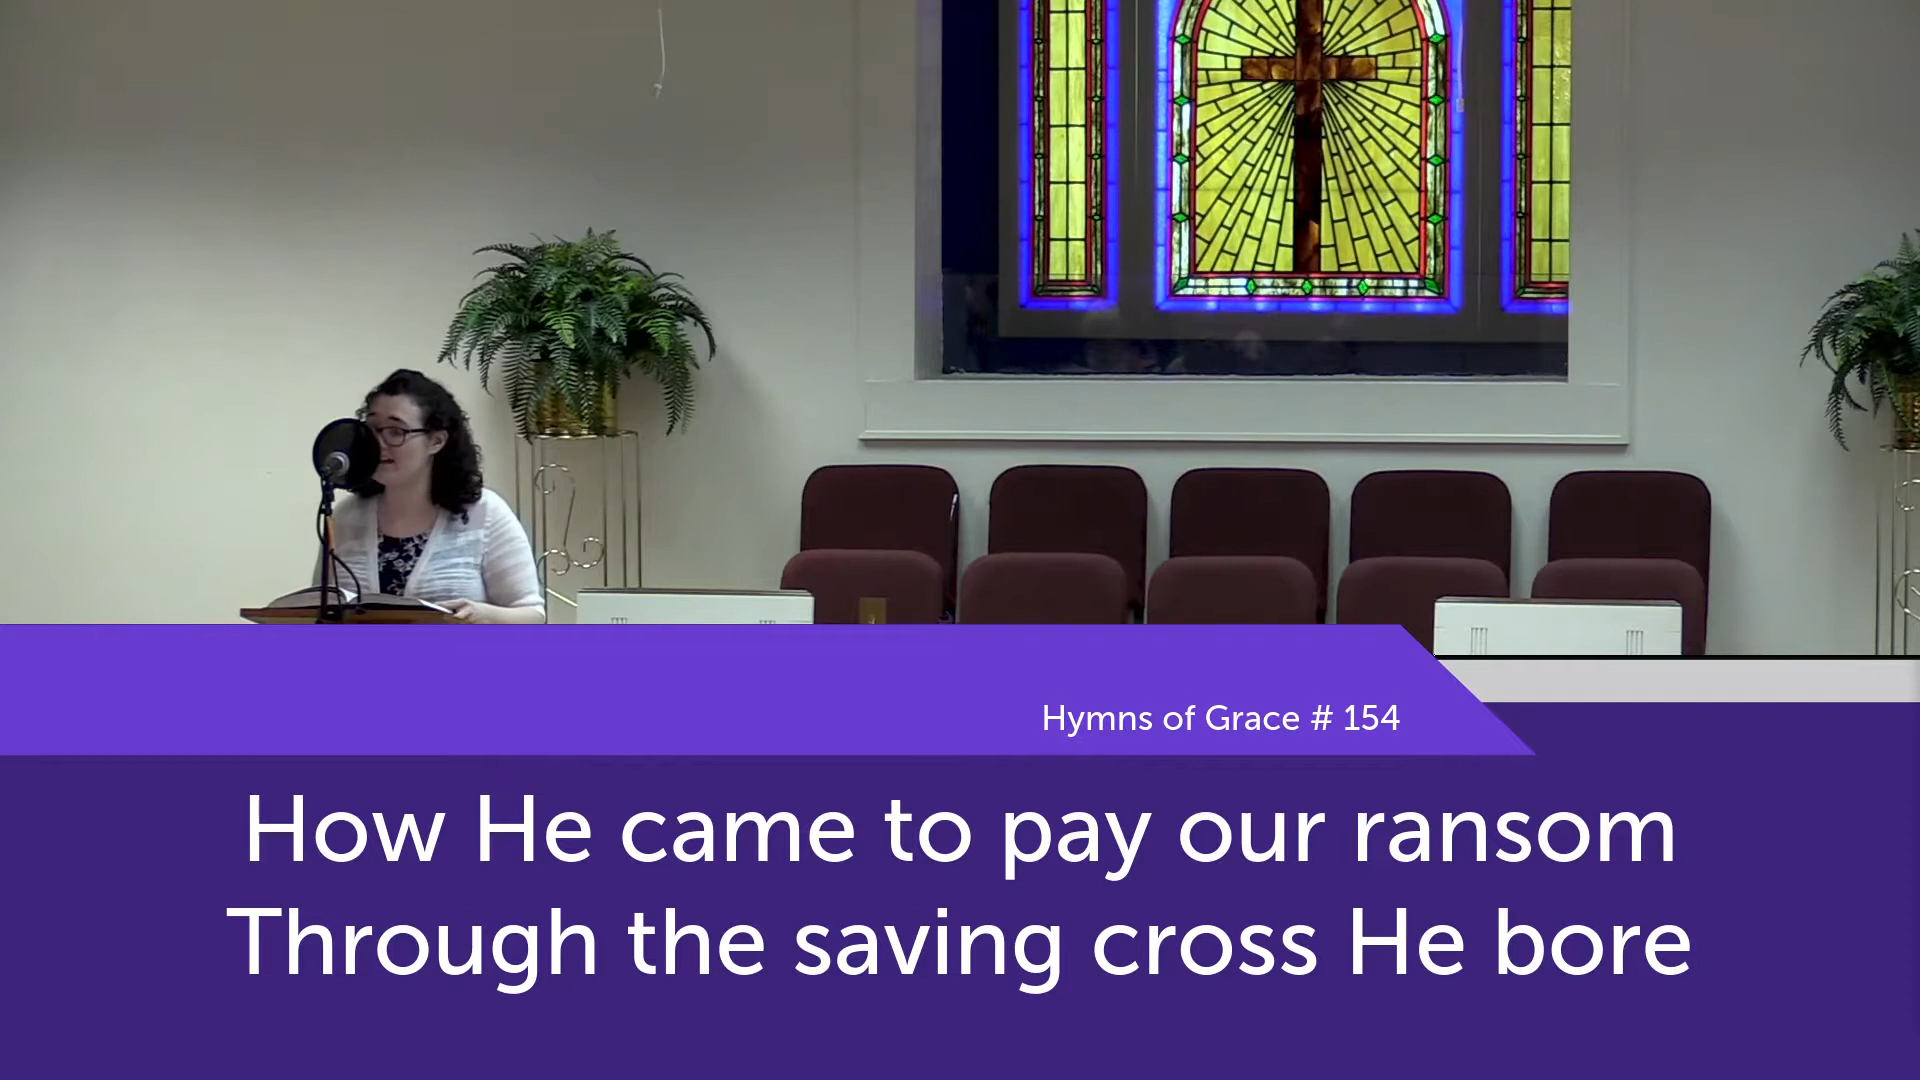 Hymns of Grace # 154
How He came to pay our ransom
Through the saving cross He bore